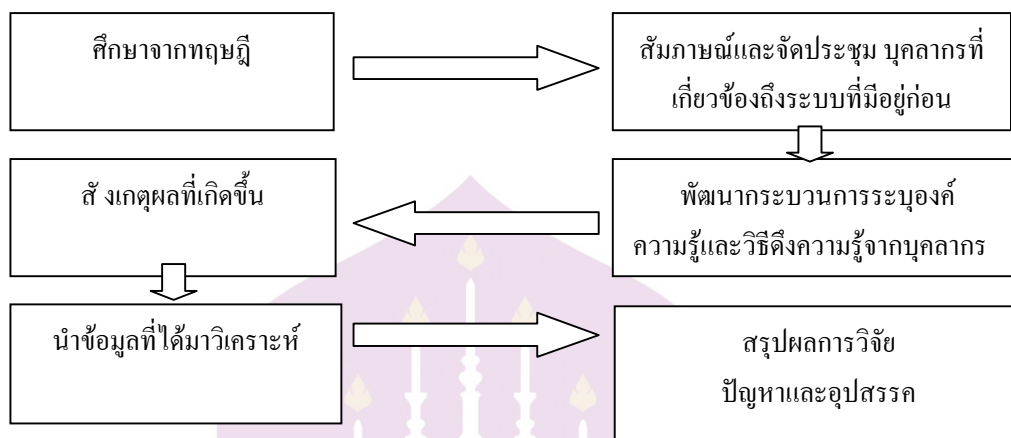 ศึกษาจากทฤษฎี
สัมภาษณ์และจัดประชุม บุคลากรที่
เกี่ยวข้องถึงระบบที่มีอยู่ก่อน
พัฒนากระบวนการระบุองค์
ความรู้และวิธีดึงความรู้จากบุคลากร
สั งเกตุผลที่เกิดขึ้น
นำข้อมูลที่ได้มาวิเคราะห์
สรุปผลการวิจัย
ปัญหาและอุปสรรค